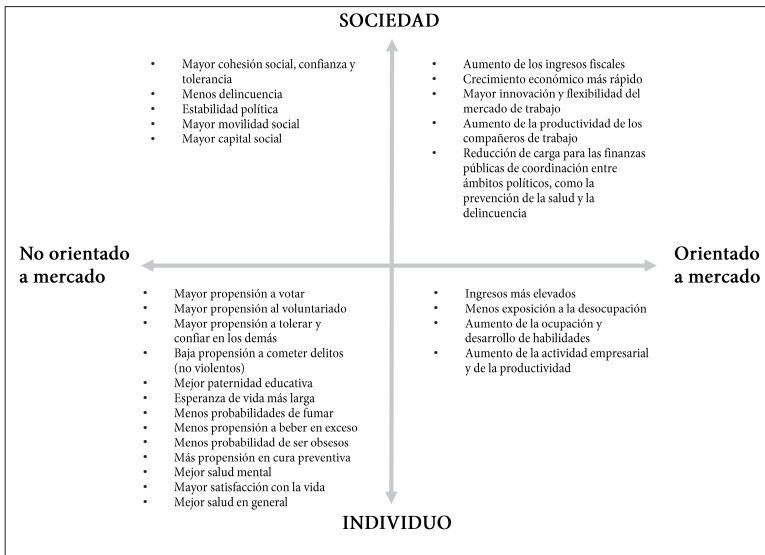 SOCIEDAD
• Mayor cohesión social, confianza y
tolerancia
• Menos delincuencia
• Estabilidad política
• Mayor movilidad social
• Mayor capital social
• Aumento de los ingresos fiscales
• Crecimiento económico más rápido
• Mayor innovación y flexibilidad del
mercado de trabajo
• Aumento de la productividad de los
compañeros de trabajo
• Reducción de carga para las finanzas
públicas de coordinación entre
ámbitos políticos, como la
prevención de la salud y la
delincuencia
No orientado
a mercado
Orientado
a mercado
• Mayor propensión a votar
• Mayor propensión al voluntariado
• Mayor propensión a tolerar y
confiar en los demás
• Baja propensión a cometer delitos
(no violentos)
• Mejor paternidad educativa
• Esperanza de vida más larga
• Menos probabilidades de fumar
• Menos propensión a beber en exceso
• Menos probabilidad de ser obsesos
• Más propensión en cura preventiva
• Mejor salud mental
• Mayor satisfacción con la vida
• Mejor salud en general
• Ingresos más elevados
• Menos exposición a la desocupación
• Aumento de la ocupación y
desarrollo de habilidades
• Aumento de la actividad empresarial
y de la productividad
INDIVIDUO